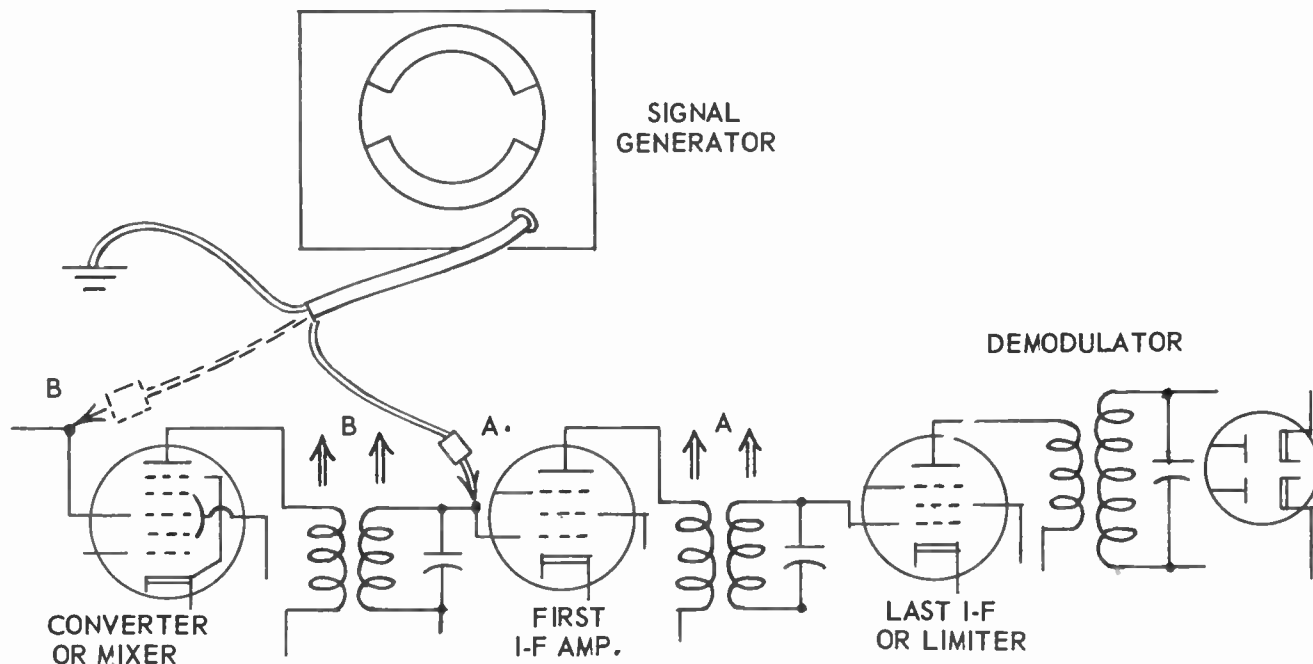 SIGNAL
GENERATOR
DEMODULATOR
B
B
A.
A
CONVERTER
OR MIXER
FIRST
I-F AMP.
LAST I-F
OR LIMITER